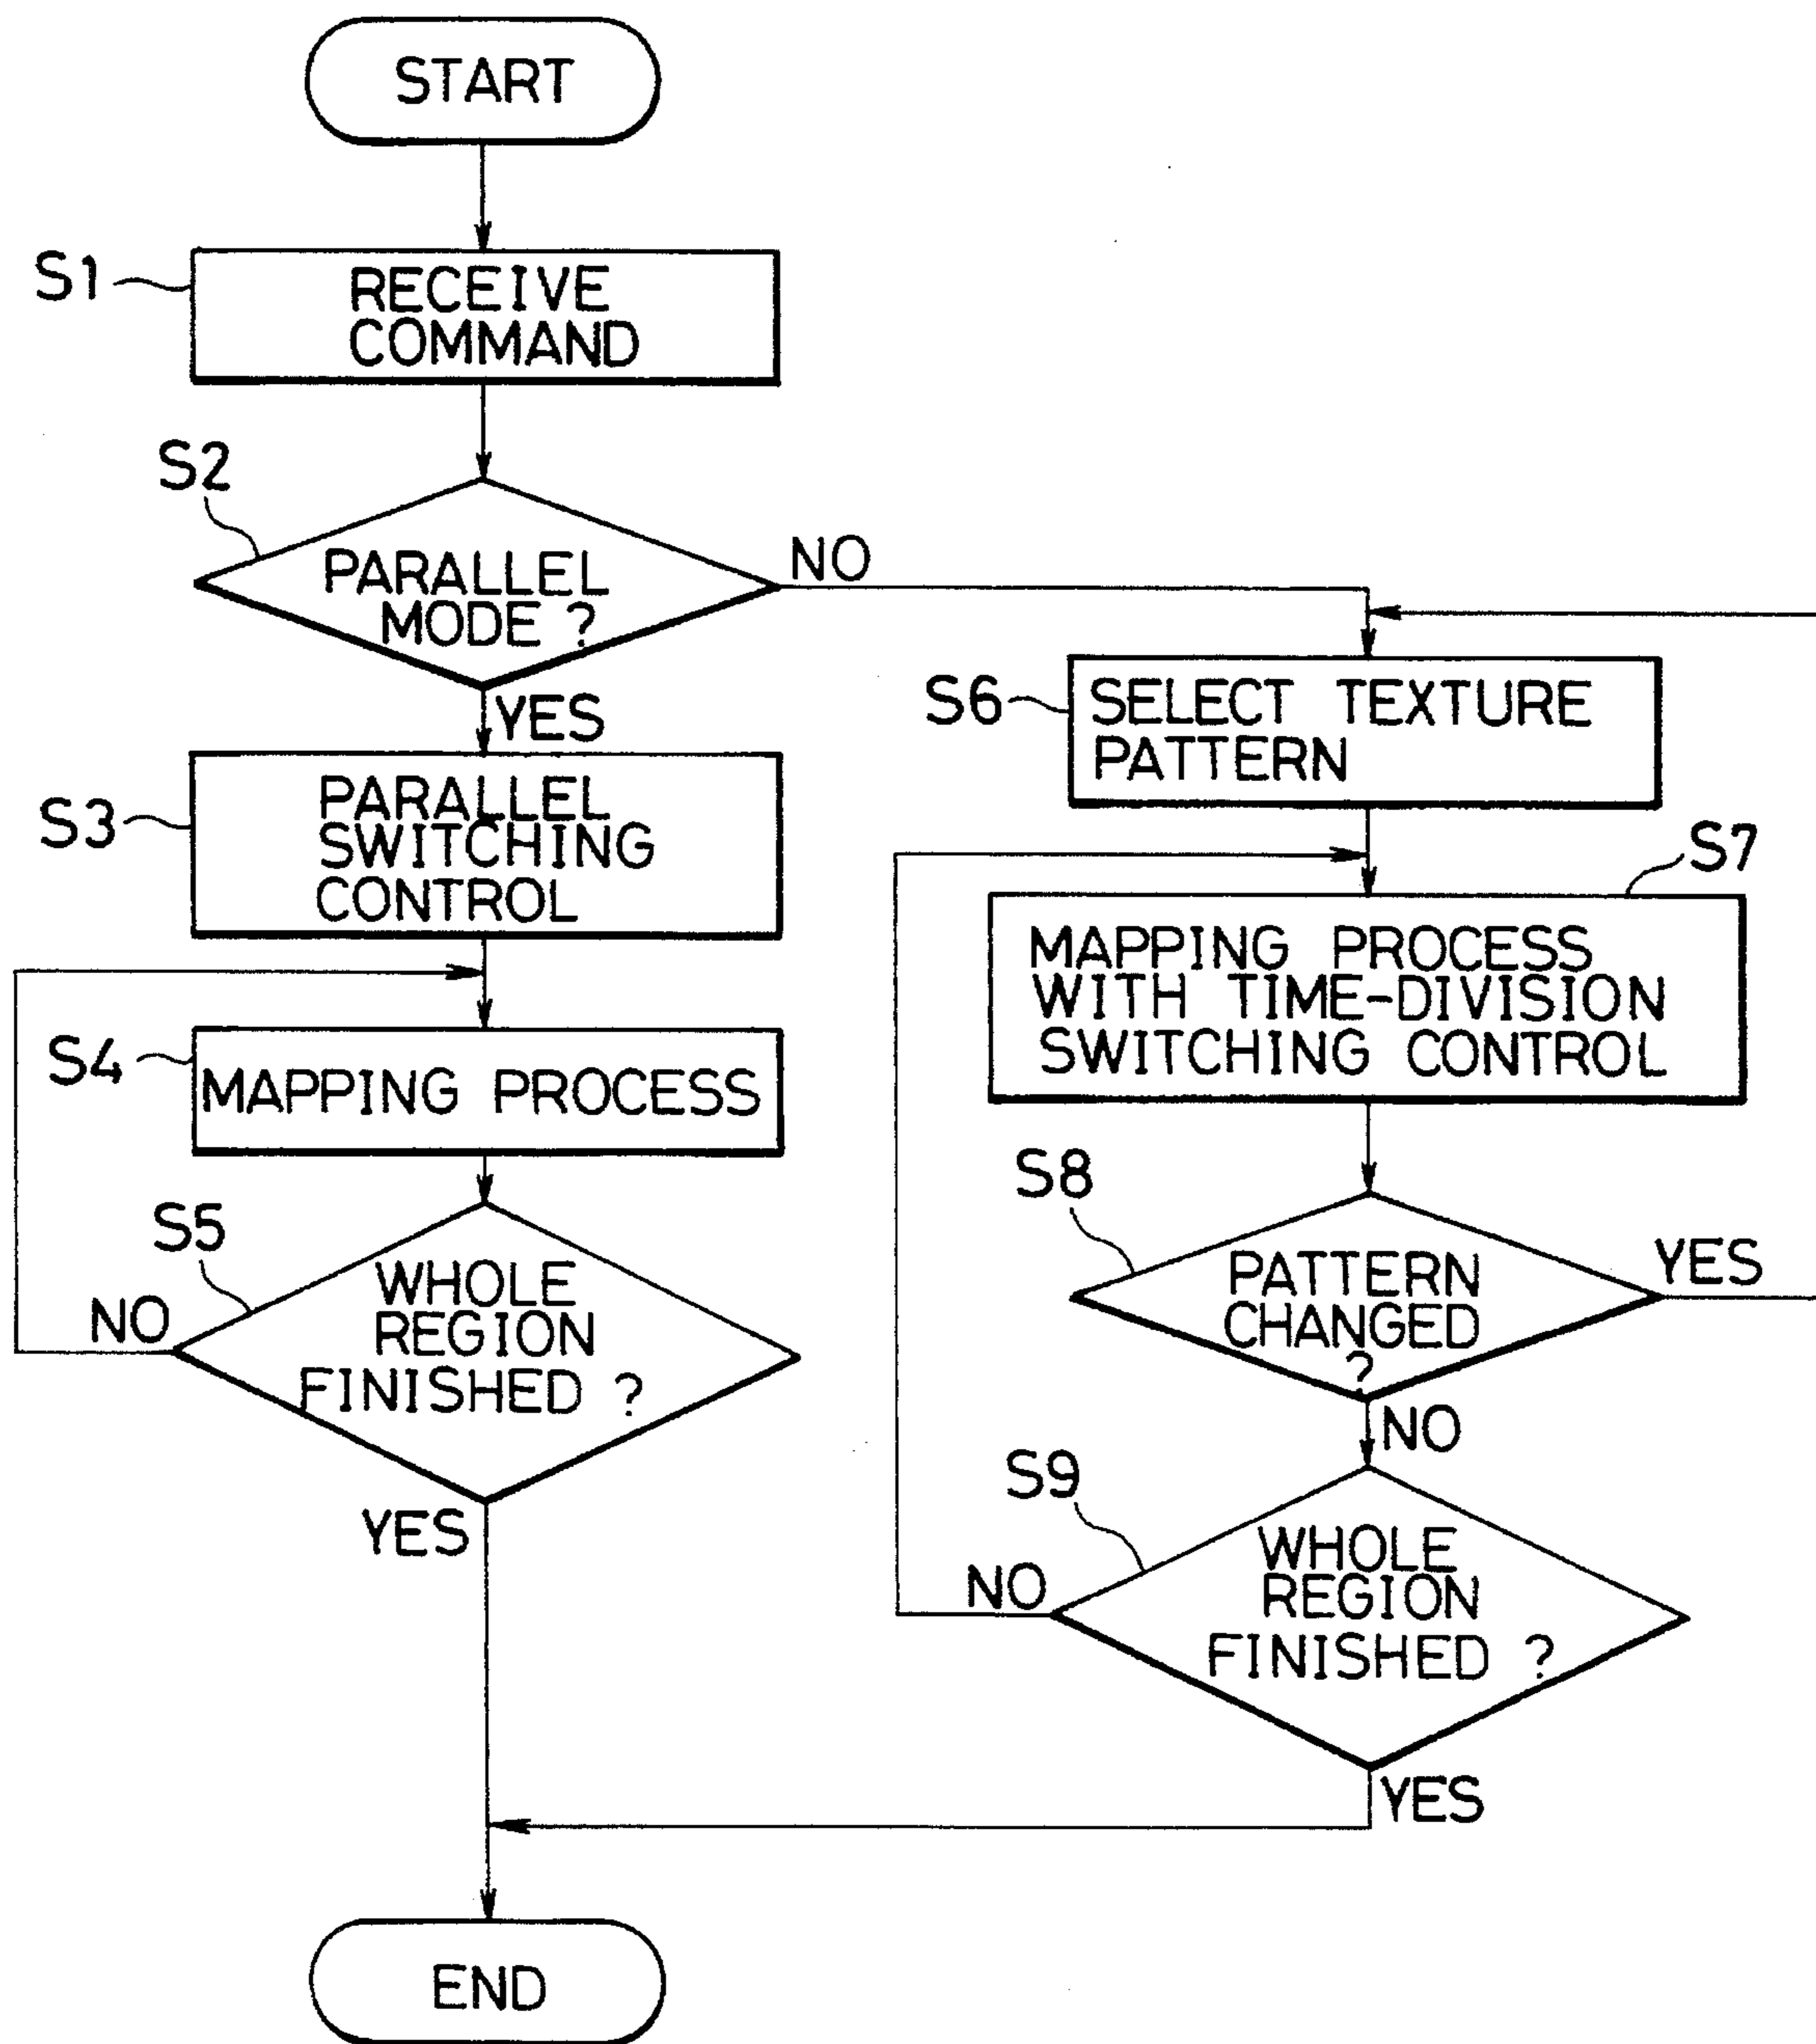 START
S1
RECEIVE
COMMAND
S2
PARALLEL
MODE ?
NO
YES
S3
PARALLEL
SWITCHING
CONTROL
S4
MAPPING PROCESS
S5
WHOLE
REGION
FINISHED ?
NO
YES
S6
SELECT TEXTURE
PATTERN
S7
MAPPING PROCESS
WITH TIME-DIVISION
SWITCHING CONTROL
S8
PATTERN
CHANGED
?
YES
NO
S9
WHOLE
REGION
FINISHED ?
NO
YES
END